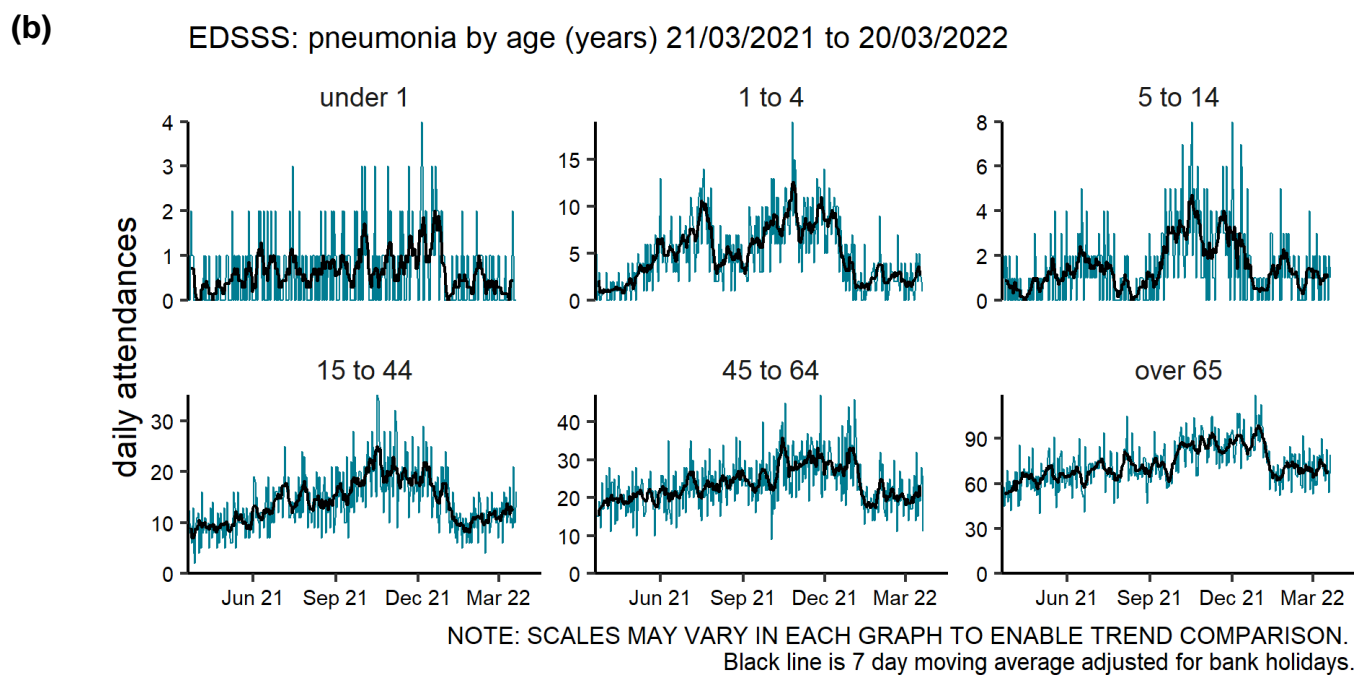 (b)
EDSSS: pneumonia by age (years) 21/03/2021 to 20/03/2022
under 1
1 to 4
5 to 14
4
3
2
1
0
15
10
5
0
8
6
4
2
0
daily attendances
15 to 44
45 to 64
over 65
30
20
10
0
40
30
20
10
0
90
60
30
0
Jun 21 Sep 21 Dec 21 Mar 22
Jun 21 Sep 21 Dec 21 Mar 22
Jun 21 Sep 21 Dec 21 Mar 22
NOTE: SCALES MAY VARY IN EACH GRAPH TO ENABLE TREND COMPARISON.
Black line is 7 day moving average adjusted for bank holidays.